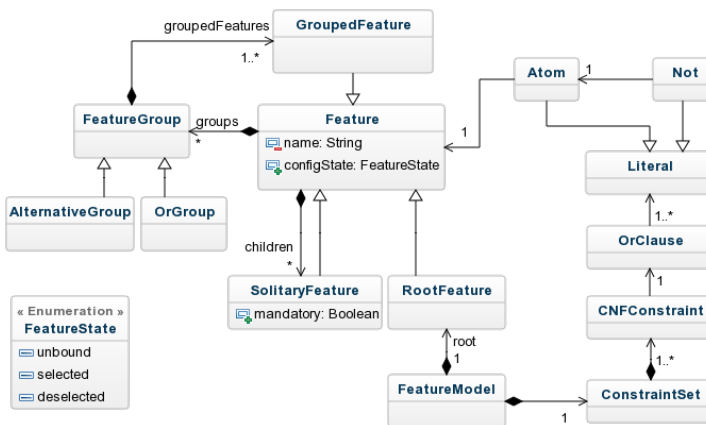 groupedFeatures
GroupedFeature
1..*
Atom
1
Not
FeatureGroup
groups
*
Feature
name: String
configState: FeatureState
1
Literal
1..*
AlternativeGroup
OrGroup
OrClause
children
*
1
SolitaryFeature
mandatory: Boolean
RootFeature
CNFConstraint
« Enumeration »
FeatureState
unbound
selected
deselected
root
1
1..*
FeatureModel
1
ConstraintSet